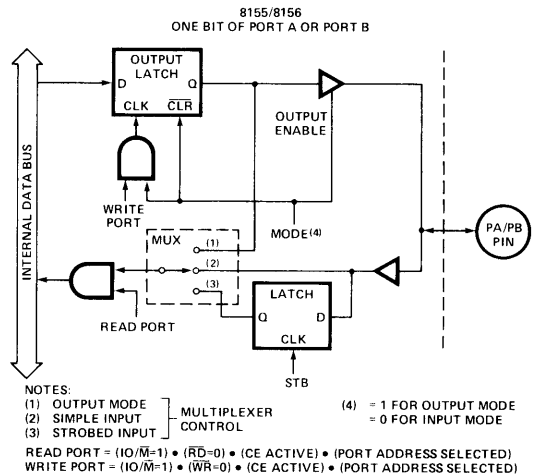 8155/8156
ONE BIT OF PORT A OR PORT B
OUTPUT
LATCH
D
Q
CLK
C̅L̅R̅
OUTPUT
ENABLE
INTERNAL DATA BUS
WRITE
PORT
MODE(4)
PA/PB
PIN
MUX
(1)
(2)
(3)
READ PORT
LATCH
Q
D
CLK
STB
NOTES:
(1) OUTPUT MODE
(2) SIMPLE INPUT
(3) STROBED INPUT
MULTIPLEXER
CONTROL
(4) = 1 FOR OUTPUT MODE
= 0 FOR INPUT MODE
READ PORT = (IO/M̅=1) • (R̅D̅=0) • (CE ACTIVE) • (PORT ADDRESS SELECTED)
WRITE PORT = (IO/M̅=1) • (W̅R̅=0) • (CE ACTIVE) • (PORT ADDRESS SELECTED)